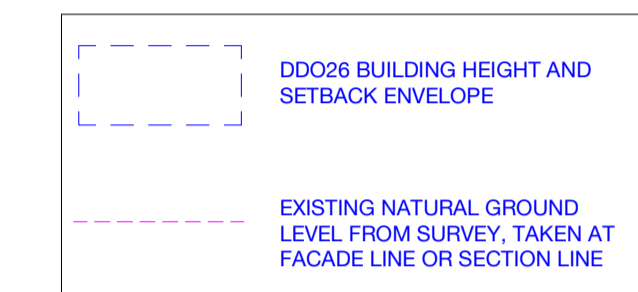 DDO26 BUILDING HEIGHT AND
SETBACK ENVELOPE
EXISTING NATURAL GROUND
LEVEL FROM SURVEY, TAKEN AT
FACADE LINE OR SECTION LINE